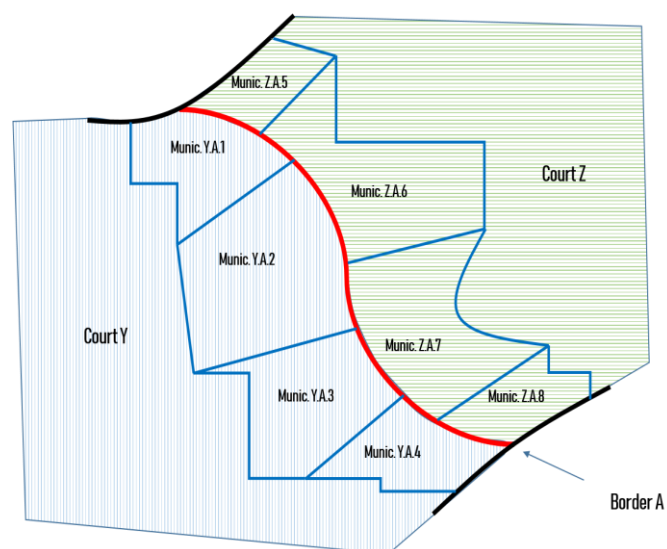 Munic. Z.A.5
Munic. Y.A.1
Court Z
Munic. Z.A.6
Munic. Y.A.2
Court Y
Munic. Z.A.7
Munic. Y.A.3
Munic. Z.A.8
Munic. Y.A.4
Border A